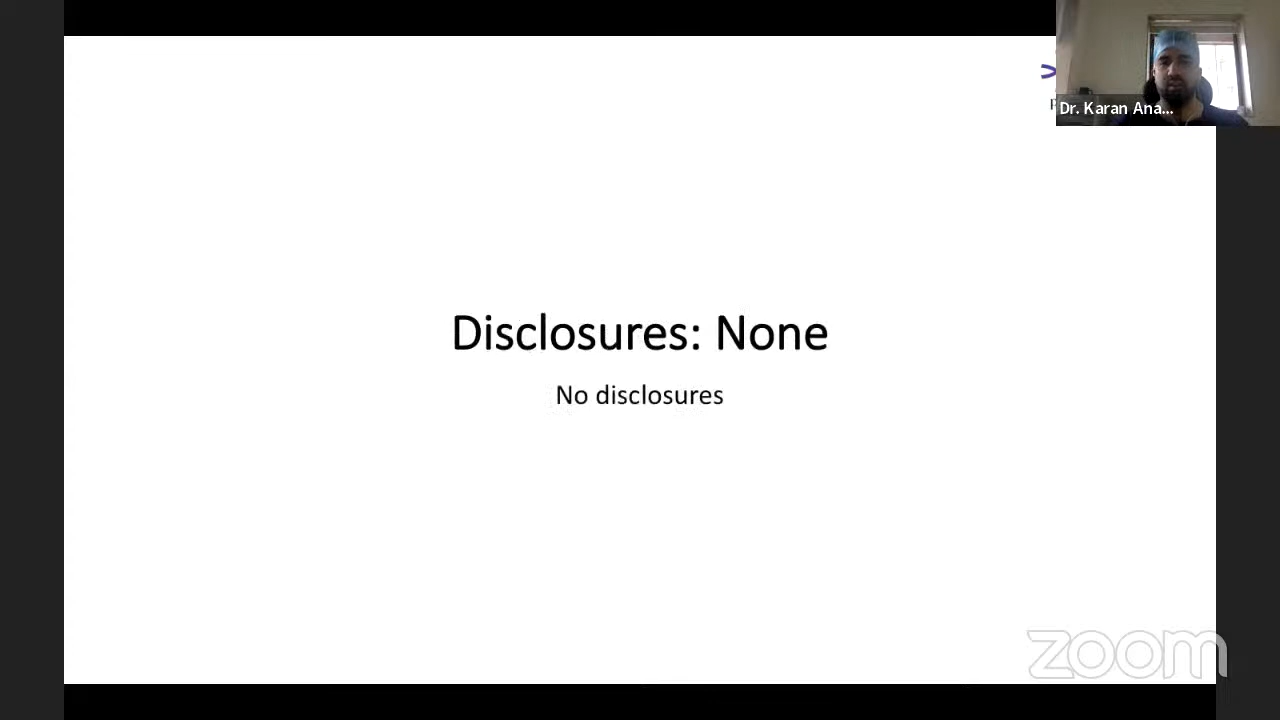 Dr. Karan Ana...
Disclosures: None
No disclosures
zoom